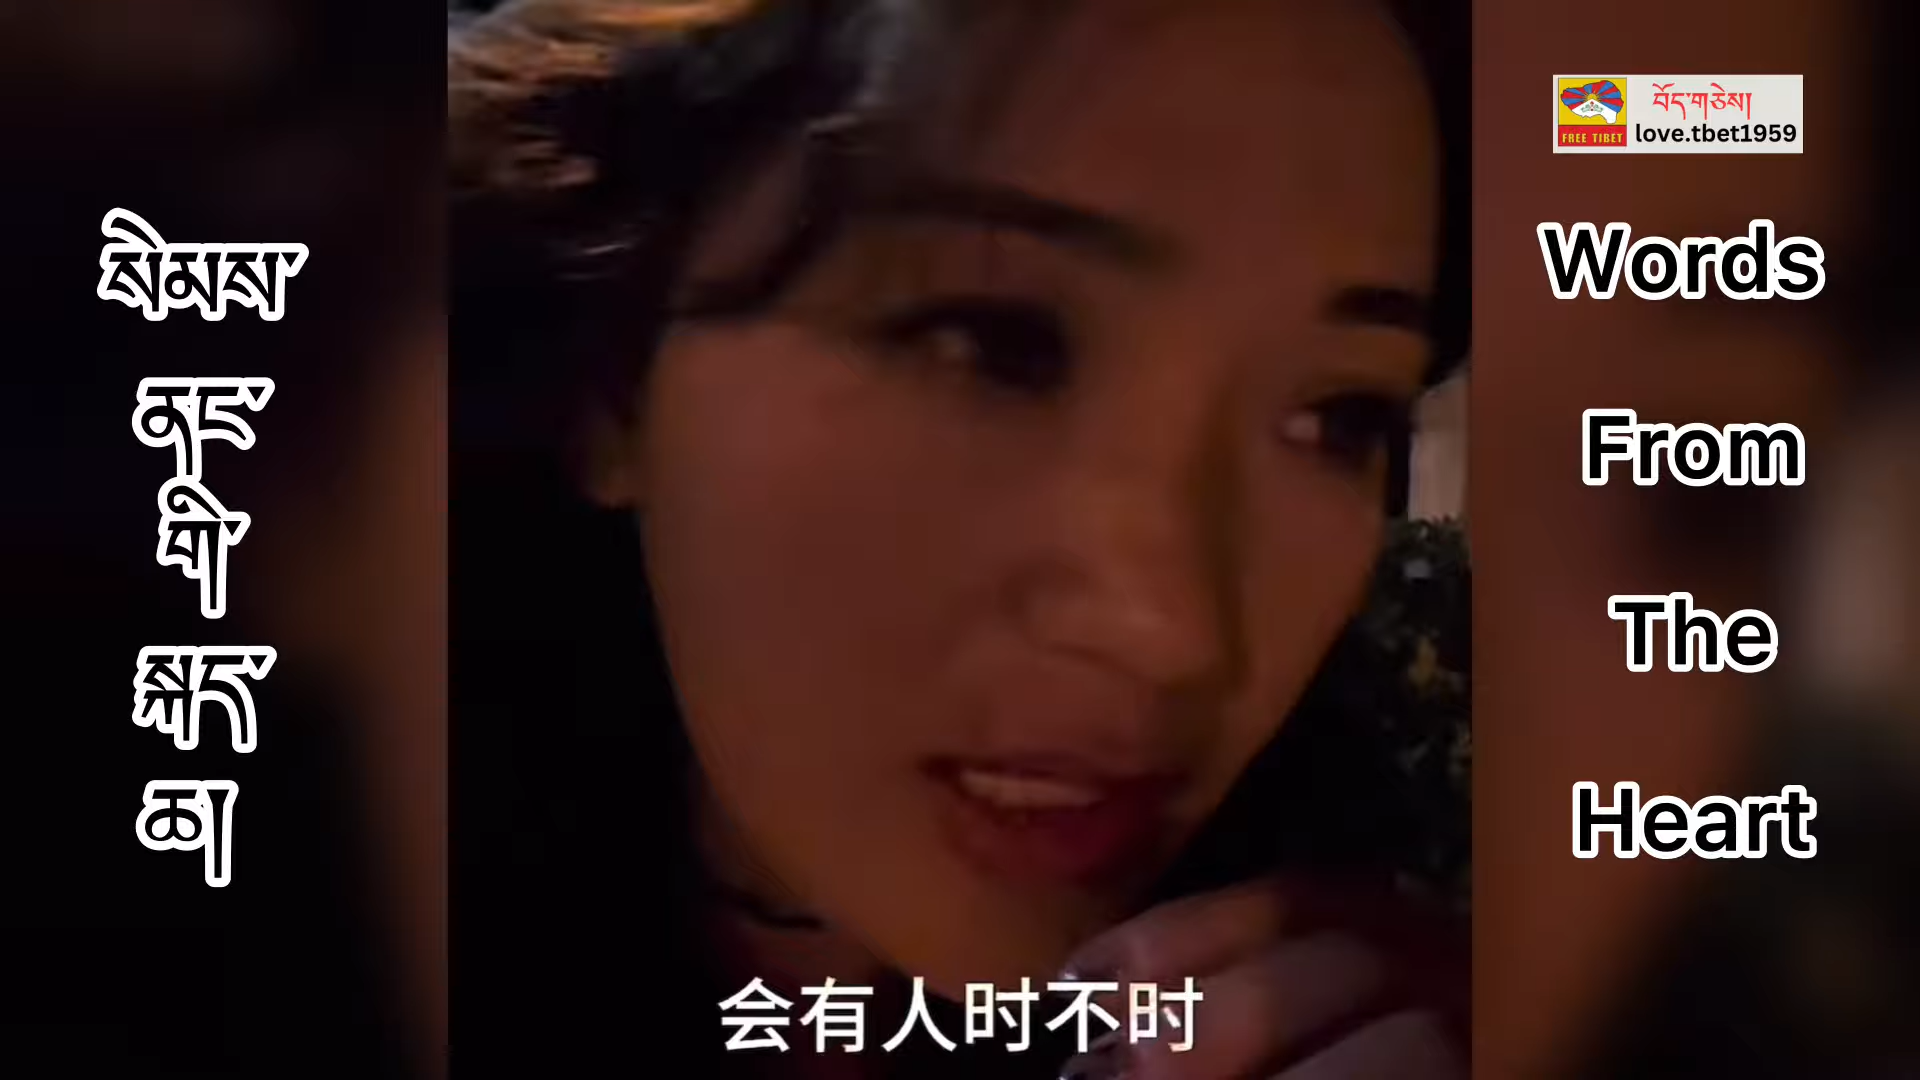 སེམས་
ནང་
གི་
སྐད་
ཆ།
FREE TIBET
བོད་གཅེས།
love.tbet1959
Words
From
The
Heart
会有人时不时